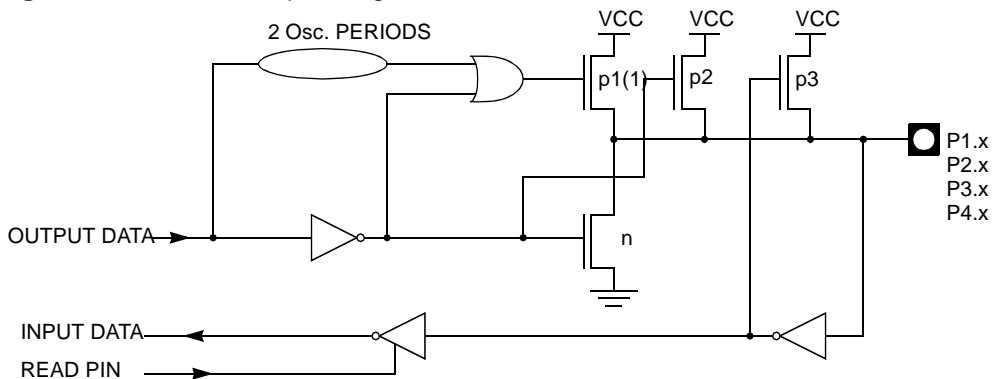 VCC VCC VCC
2 Osc. PERIODS
p1(1) p2 p3
P1.x
P2.x
P3.x
P4.x
OUTPUT DATA
n
INPUT DATA
READ PIN